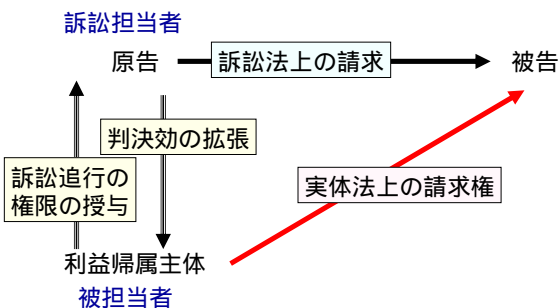 訴訟担当者
原告
訴訟法上の請求
被告
判決効の拡張
訴訟追行の
権限の授与
実体法上の請求権
利益帰属主体
被担当者